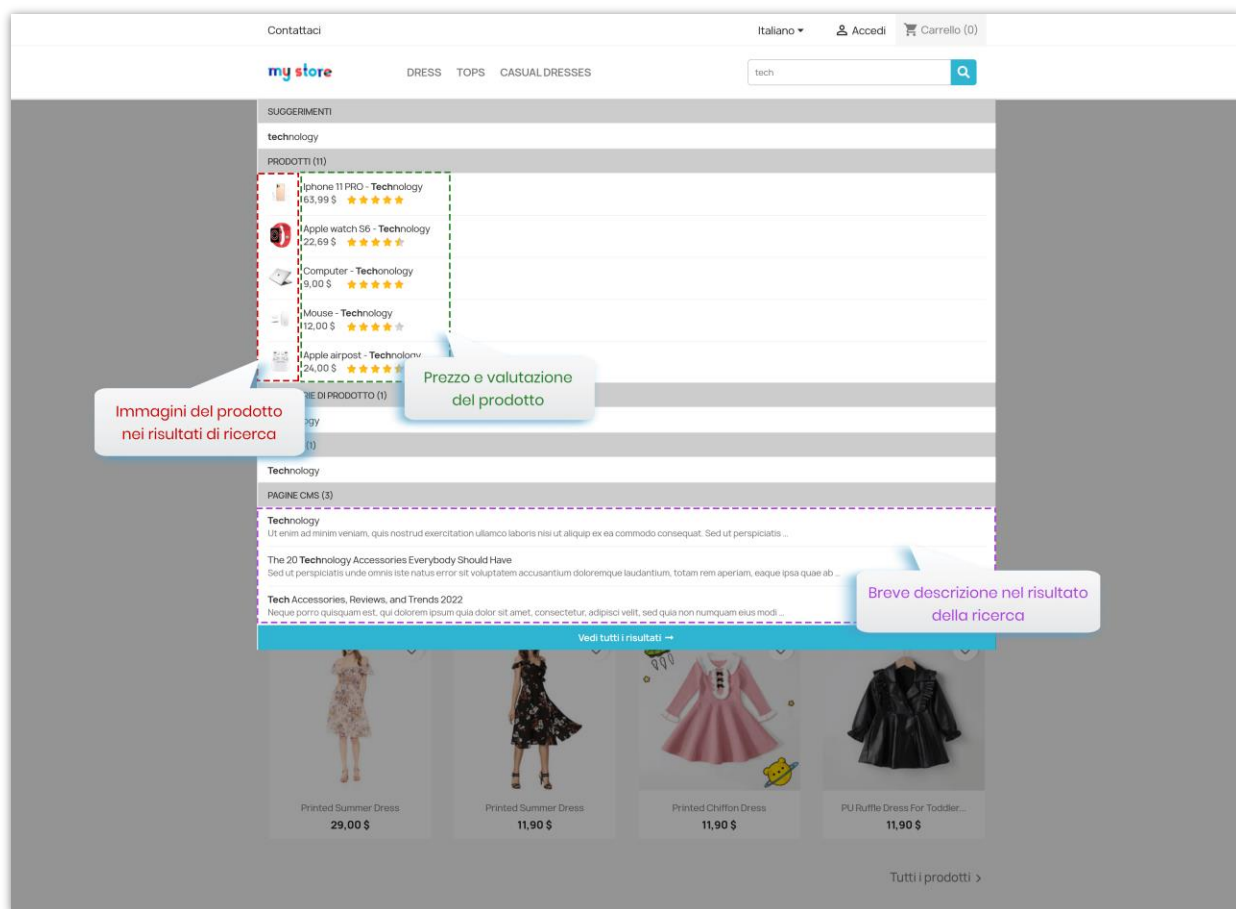 Contattaci
Italiano
Accedi
Carrello (0)
my store
DRESS TOPS CASUAL DRESSES
tech
SUGGERIMENTI
technology
PRODOTTI (11)
Iphone 11 PRO - Technology
63,99 $
Apple watch S6 - Technology
22,69 $
Computer - Techonology
9,00 $
Mouse - Technology
12,00 $
Apple airpost - Technology
24,00 $
Prezzo e valutazione
del prodotto
Immagini del prodotto
nei risultati di ricerca
RIE DI PRODOTTO (1)
ogy
(1)
Technology
PAGINE CMS (3)
Technology
Ut enim ad minim veniam, quis nostrud exercitation ullamco laboris nisi ut aliquip ex ea commodo consequat. Sed ut perspiciatis ...
The 20 Technology Accessories Everybody Should Have
Sed ut perspiciatis unde omnis iste natus error sit voluptatem accusantium doloremque laudantium, totam rem aperiam, eaque ipsa quae ab ...
Tech Accessories, Reviews, and Trends 2022
Neque porro quisquam est, qui dolorem ipsum quia dolor sit amet, consectetur, adipisci velit, sed quia non numquam eius modi ...
Breve descrizione nel risultato
della ricerca
Vedi tutti i risultati →
Printed Summer Dress
29,00 $
Printed Summer Dress
11,90 $
Printed Chiffon Dress
11,90 $
PU Ruffle Dress For Toddler...
11,90 $
Tutti i prodotti >